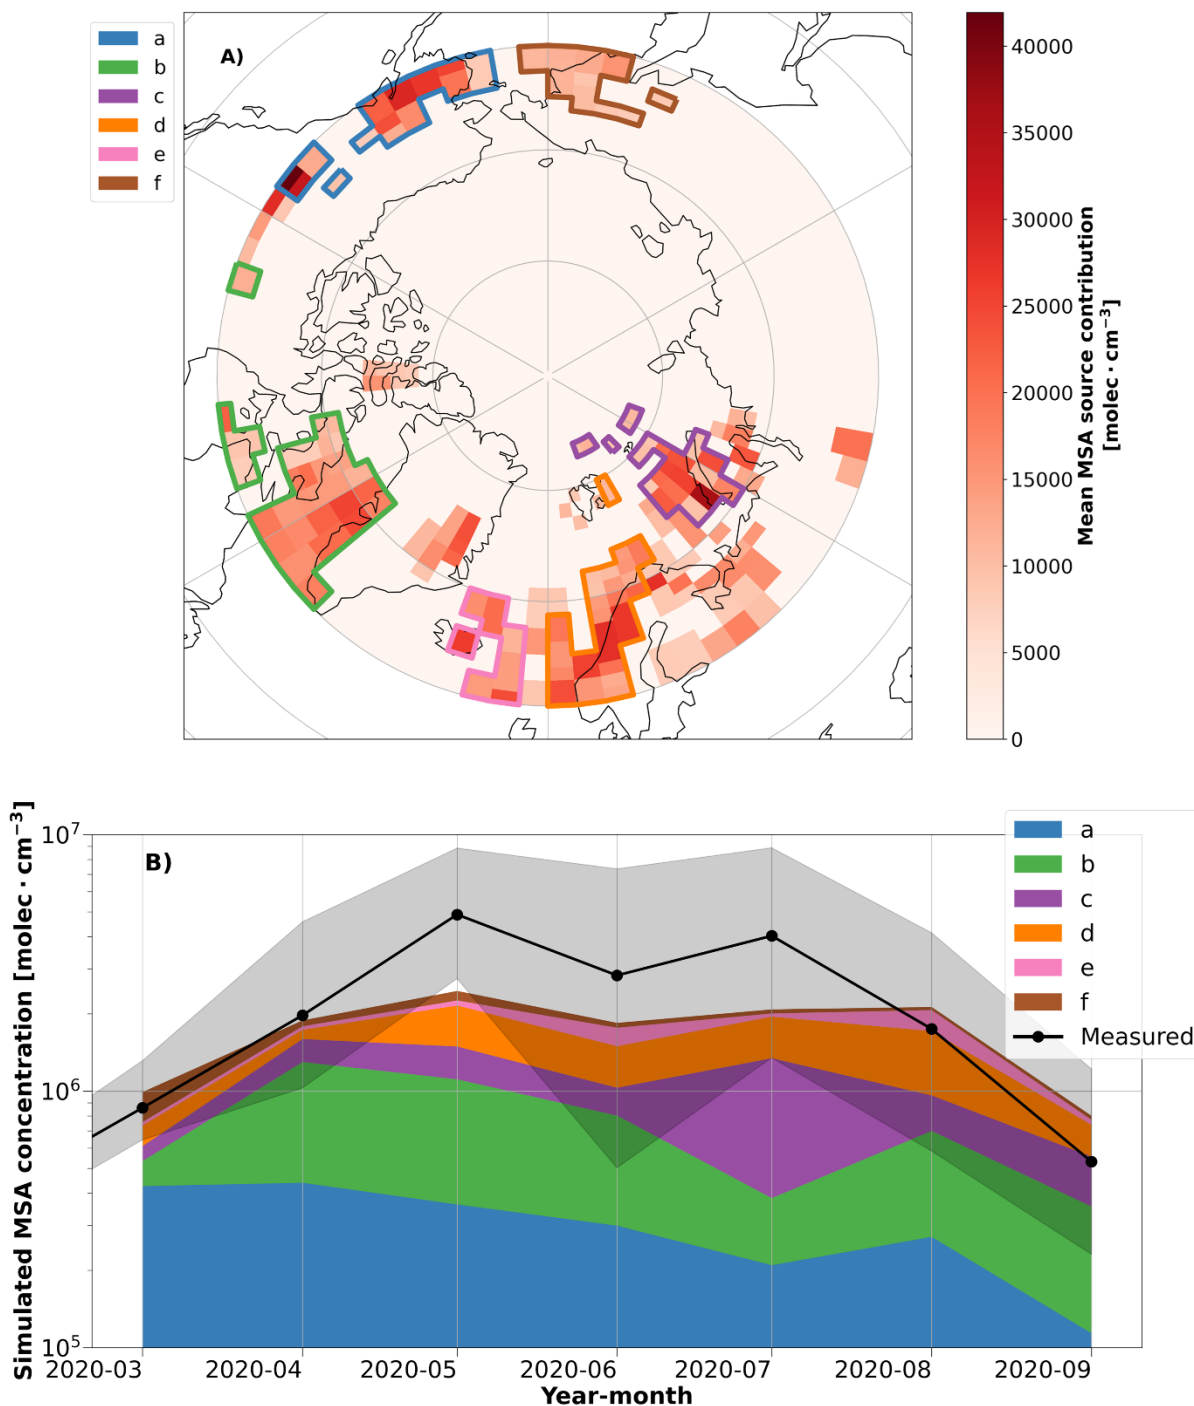 a
b
c
d
e
f
A)
40000
35000
30000
25000
20000
15000
10000
5000
0
Mean MSA source contribution
[molec · cm⁻³]
B)
Simulated MSA concentration [molec · cm⁻³]
10⁷
10⁶
10⁵
a
b
c
d
e
f
Measured
2020-03 2020-04 2020-05 2020-06 2020-07 2020-08 2020-09
Year-month